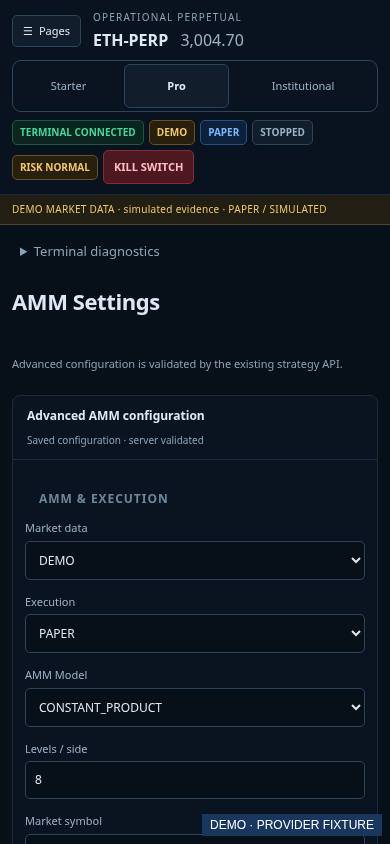 ☰ Pages
OPERATIONAL PERPETUAL
ETH-PERP 3,004.70
Starter
Pro
Institutional
TERMINAL CONNECTED
DEMO
PAPER
STOPPED
RISK NORMAL
KILL SWITCH
DEMO MARKET DATA · simulated evidence · PAPER / SIMULATED
▶ Terminal diagnostics
AMM Settings
Advanced configuration is validated by the existing strategy API.
Advanced AMM configuration
Saved configuration · server validated
AMM & EXECUTION
Market data
DEMO
Execution
PAPER
AMM Model
CONSTANT_PRODUCT
Levels / side
8
Market symbol
DEMO · PROVIDER FIXTURE